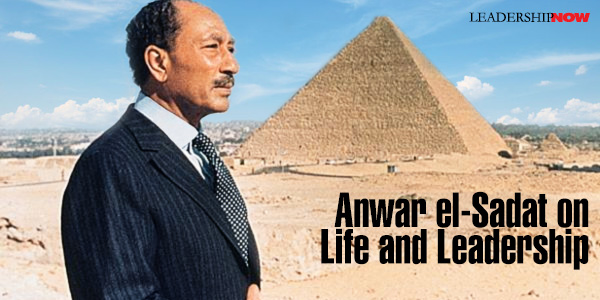 LEADERSHIPNOW
Anwar el-Sadat on
Life and Leadership